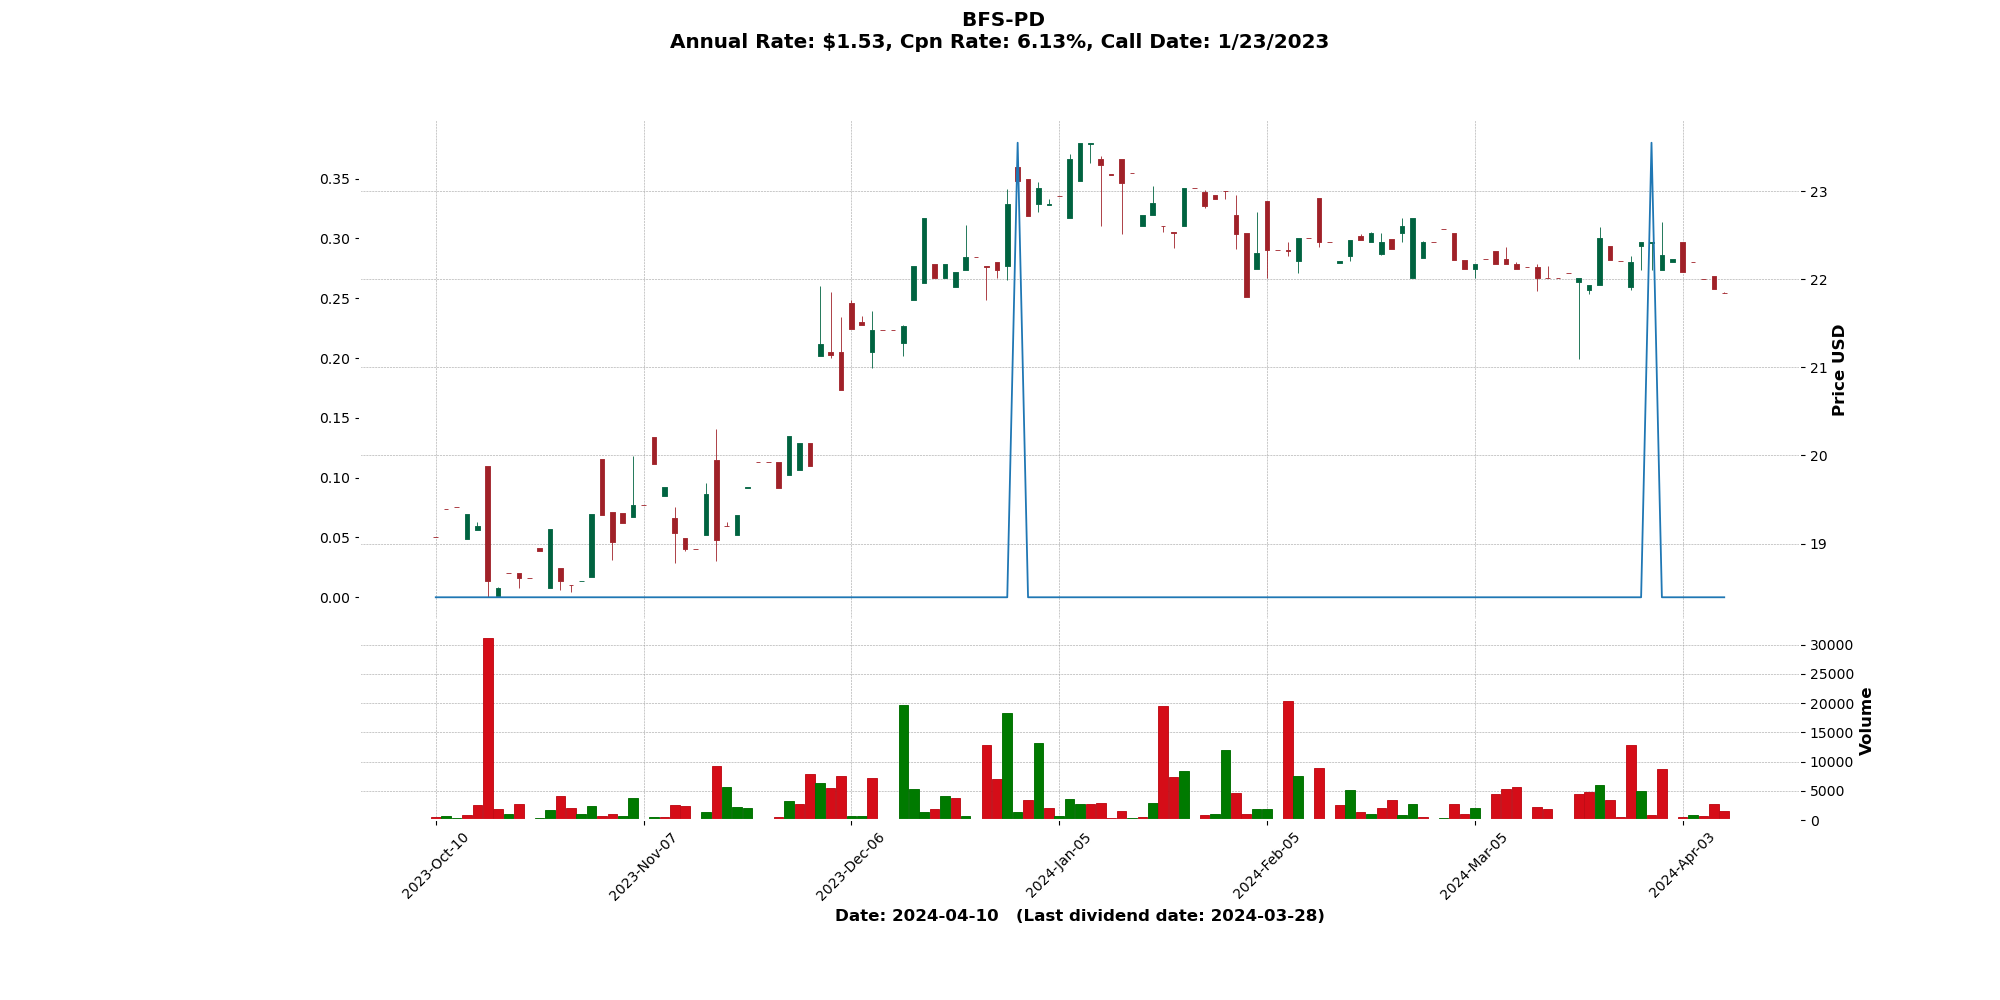 BFS-PD
Annual Rate: $1.53, Cpn Rate: 6.13%, Call Date: 1/23/2023
0.35
0.30
0.25
0.20
0.15
0.10
0.05
0.00
23
22
21
20
19
Price USD
30000
25000
20000
15000
10000
5000
0
Volume
2023-Oct-10
2023-Nov-07
2023-Dec-06
2024-Jan-05
2024-Feb-05
2024-Mar-05
2024-Apr-03
Date: 2024-04-10   (Last dividend date: 2024-03-28)